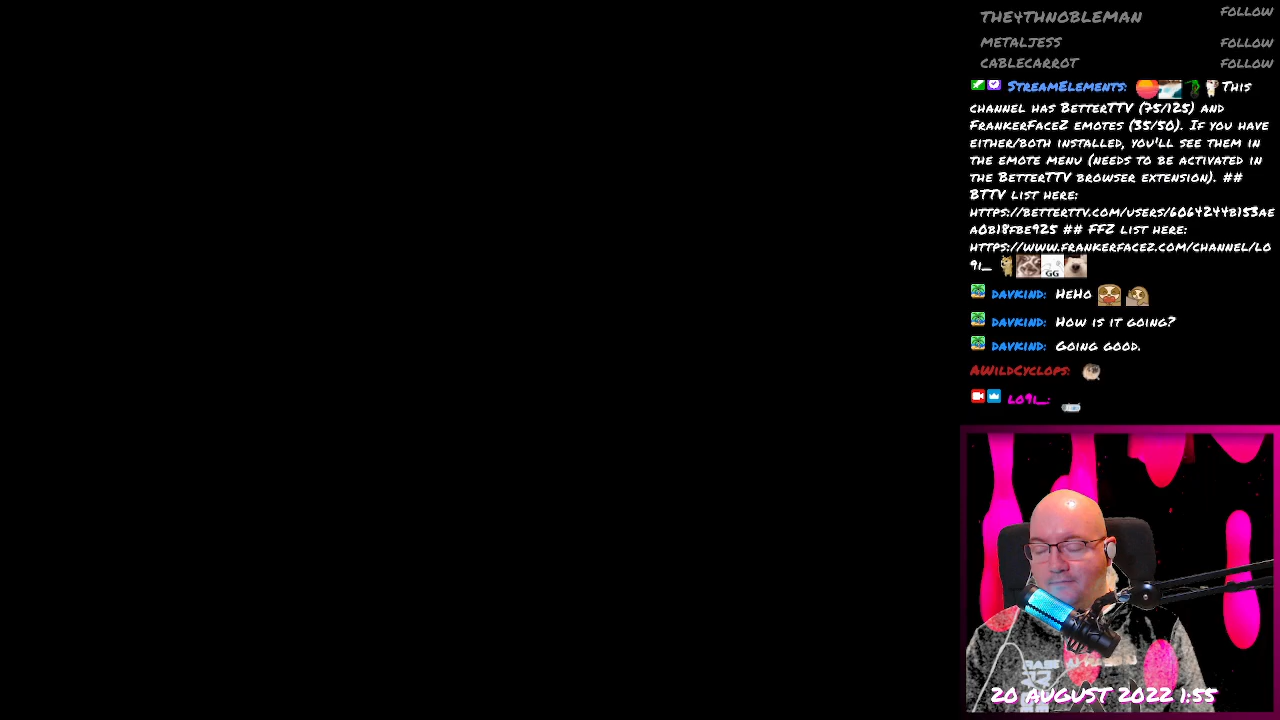 THE4THNOBLEMAN FOLLOW
METALJESS FOLLOW
CABLECARROT FOLLOW
StreamElements: This
channel has BetterTTV (75/125) and
FrankerFaceZ emotes (35/50). If you have
either/both installed, you'll see them in
the emote menu (needs to be activated in
the BetterTTV browser extension). ##
BTTV list here:
https://betterttv.com/users/6064244b153ae
a0b18fbe925 ## FFZ list here:
https://www.frankerfacez.com/channel/lo
91_ GG
davkind: HeHo
davkind: How is it going?
davkind: Going good.
AWildCyclops:
lo91_:
20 AUGUST 2022 1:55